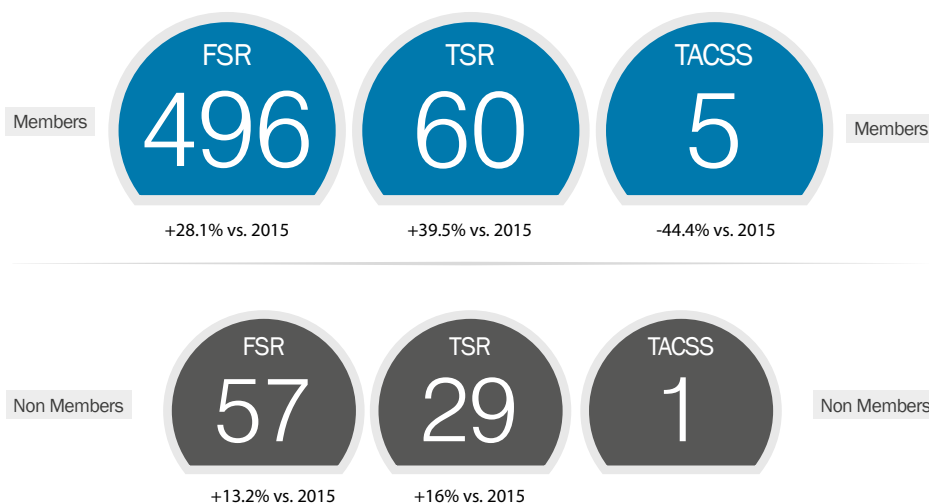 FSR
TSR
TACSS
Members
496
60
5
Members
+28.1% vs. 2015
+39.5% vs. 2015
-44.4% vs. 2015
FSR
TSR
TACSS
Non Members
57
29
1
Non Members
+13.2% vs. 2015
+16% vs. 2015